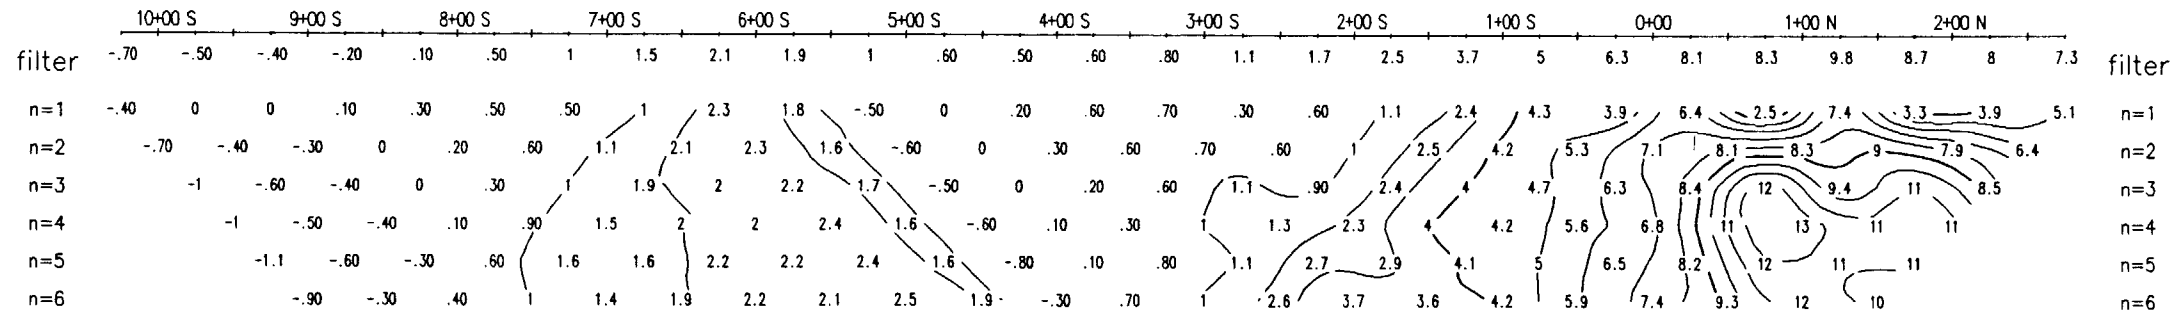 10+00 S 9+00 S 8+00 S 7+00 S 6+00 S 5+00 S 4+00 S 3+00 S 2+00 S 1+00 S 0+00 1+00 N 2+00 N
filter -.70 -.50 -.40 -.20 .10 .50 1 1.5 2.1 1.9 1 .60 .50 .60 .80 1.1 1.7 2.5 3.7 5 6.3 8.1 8.3 9.8 8.7 8 7.3 filter
n=1 -.40 0 0 .10 .30 .50 .50 1 2.3 1.8 -.50 0 .20 .60 .70 .30 .60 1.1 2.4 4.3 3.9 6.4 2.5 7.4 3.3 3.9 5.1 n=1
n=2 -.70 -.40 -.30 0 .20 .60 1.1 2.1 2.3 1.6 -.60 0 .30 .60 .70 .60 1 2.5 4.2 5.3 7.1 8.1 8.3 9 7.9 6.4 n=2
n=3 -1 -.60 -.40 0 .30 1 1.9 2 2.2 1.7 -.50 0 .20 .60 1.1 .90 2.4 4 4.7 6.3 8.4 12 9.4 11 8.5 n=3
n=4 -1 -.50 -.40 .10 .90 1.5 2 2 2.4 1.6 -.60 .10 .30 1 1.3 2.3 4 4.2 5.6 6.8 11 13 11 11 n=4
n=5 -1.1 -.60 -.30 .60 1.6 1.6 2.2 2.2 2.4 1.6 -.80 .10 .80 1.1 2.7 2.9 4.1 5 6.5 8.2 12 11 11 n=5
n=6 -.90 -.30 .40 1 1.4 1.9 2.2 2.1 2.5 1.9 -.30 .70 1 2.6 3.7 3.6 4.2 5.9 7.4 9.3 12 10 n=6